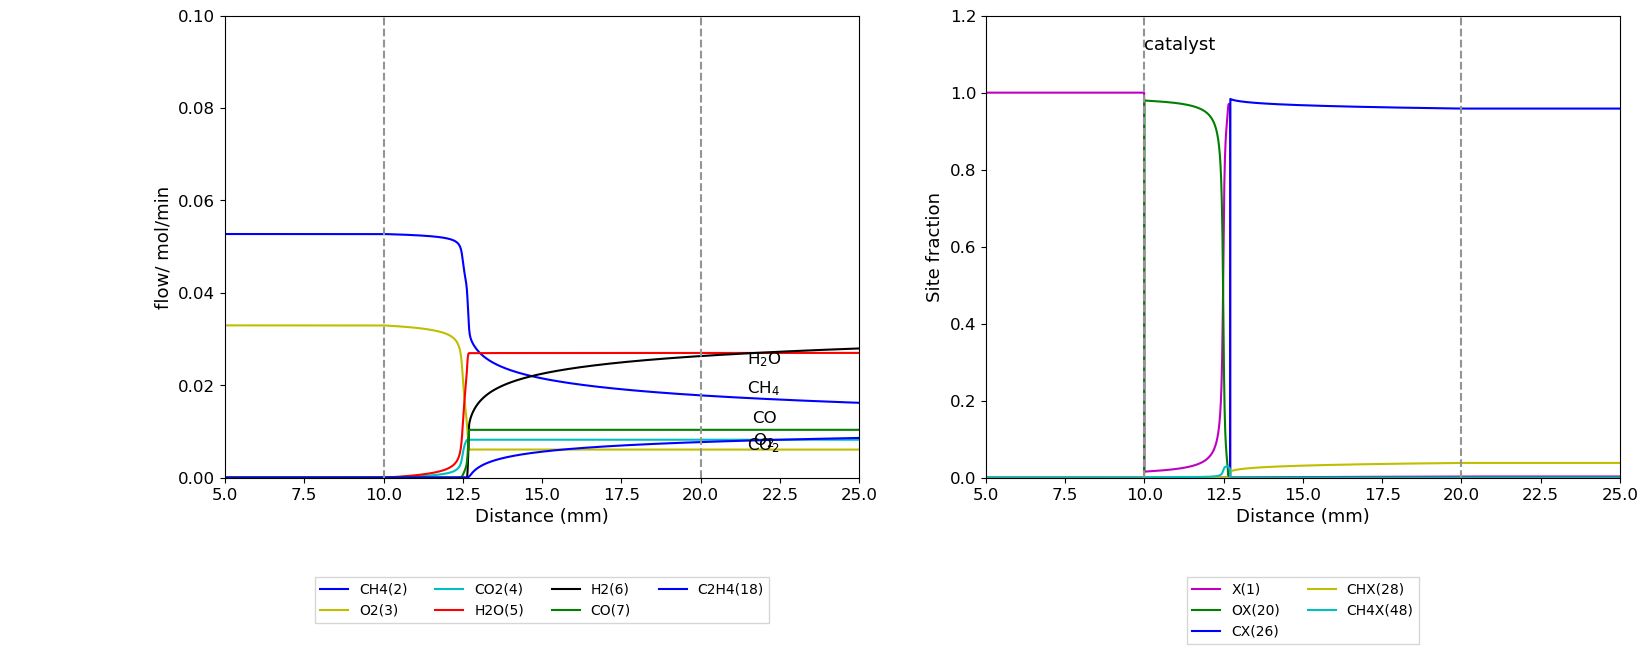 0.10
0.08
0.06
0.04
0.02
0.00
flow/ mol/min
H₂O
CH₄
CO
O₂
CO₂
5.0 7.5 10.0 12.5 15.0 17.5 20.0 22.5 25.0
Distance (mm)
CH4(2) CO2(4) H2(6) C2H4(18)
O2(3) H2O(5) CO(7)
1.2
1.0
0.8
0.6
0.4
0.2
0.0
Site fraction
catalyst
5.0 7.5 10.0 12.5 15.0 17.5 20.0 22.5 25.0
Distance (mm)
X(1) CHX(28)
OX(20) CH4X(48)
CX(26)